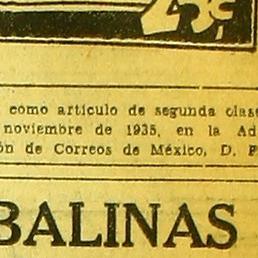 como artículo de segunda clase
noviembre de 1935, en la Ad
ón de Correos de México, D. F
BALINAS